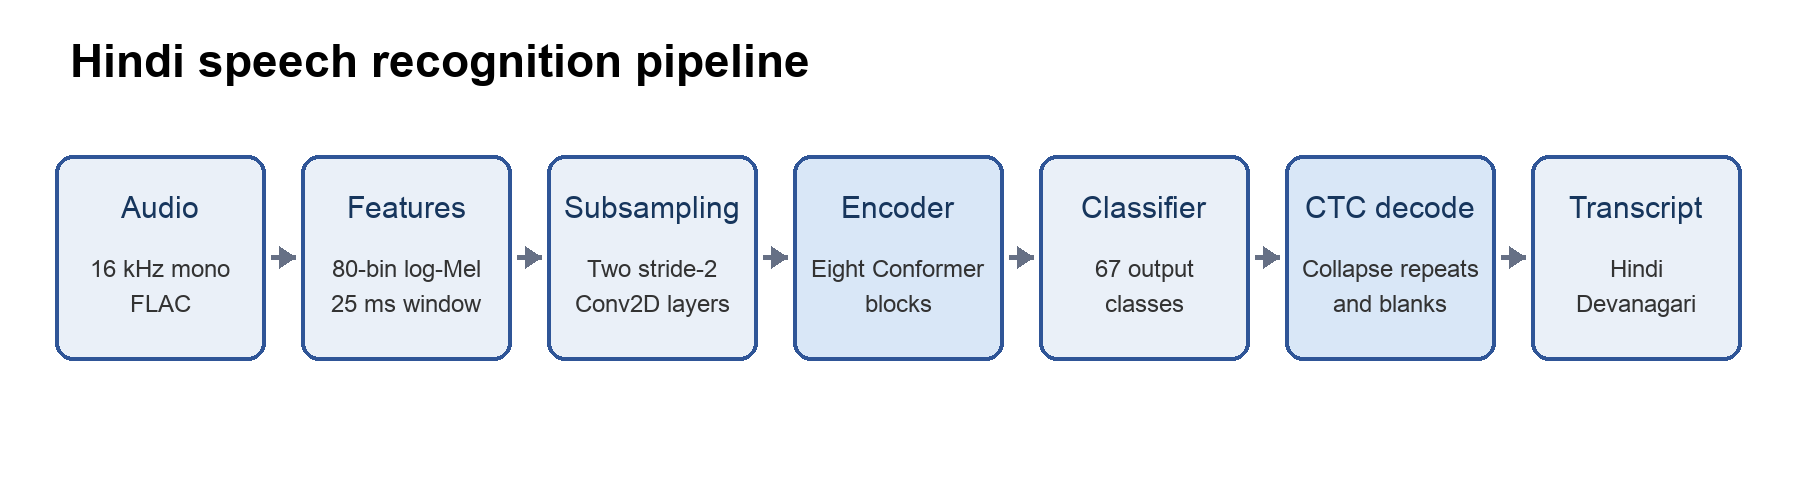 Hindi speech recognition pipeline
Audio
16 kHz mono
FLAC
Features
80-bin log-Mel
25 ms window
Subsampling
Two stride-2
Conv2D layers
Encoder
Eight Conformer
blocks
Classifier
67 output
classes
CTC decode
Collapse repeats
and blanks
Transcript
Hindi
Devanagari